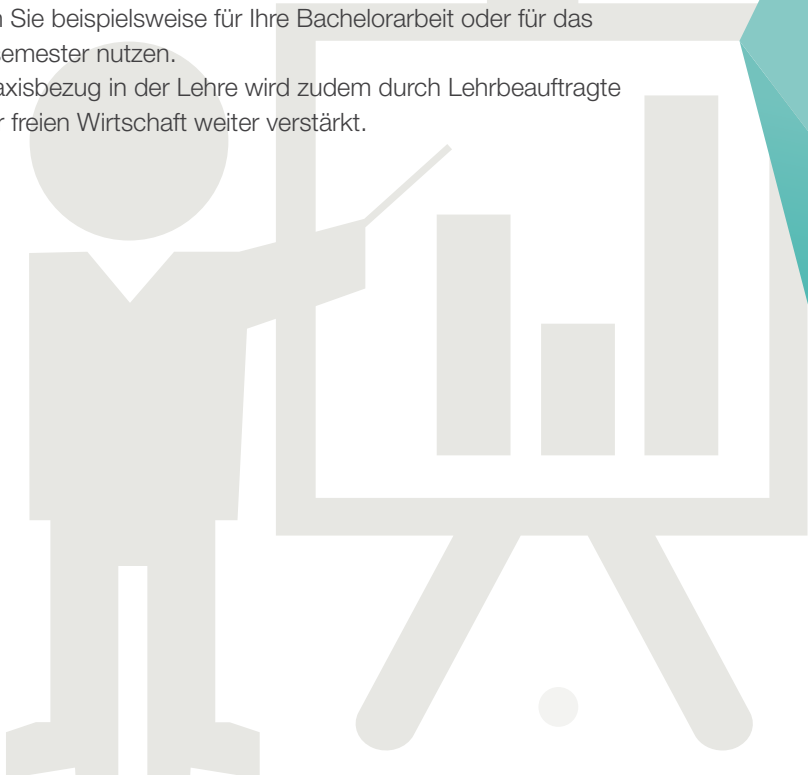 Sie beispielsweise für Ihre Bachelorarbeit oder für das
semester nutzen.
axisbezug in der Lehre wird zudem durch Lehrbeauftragte
r freien Wirtschaft weiter verstärkt.